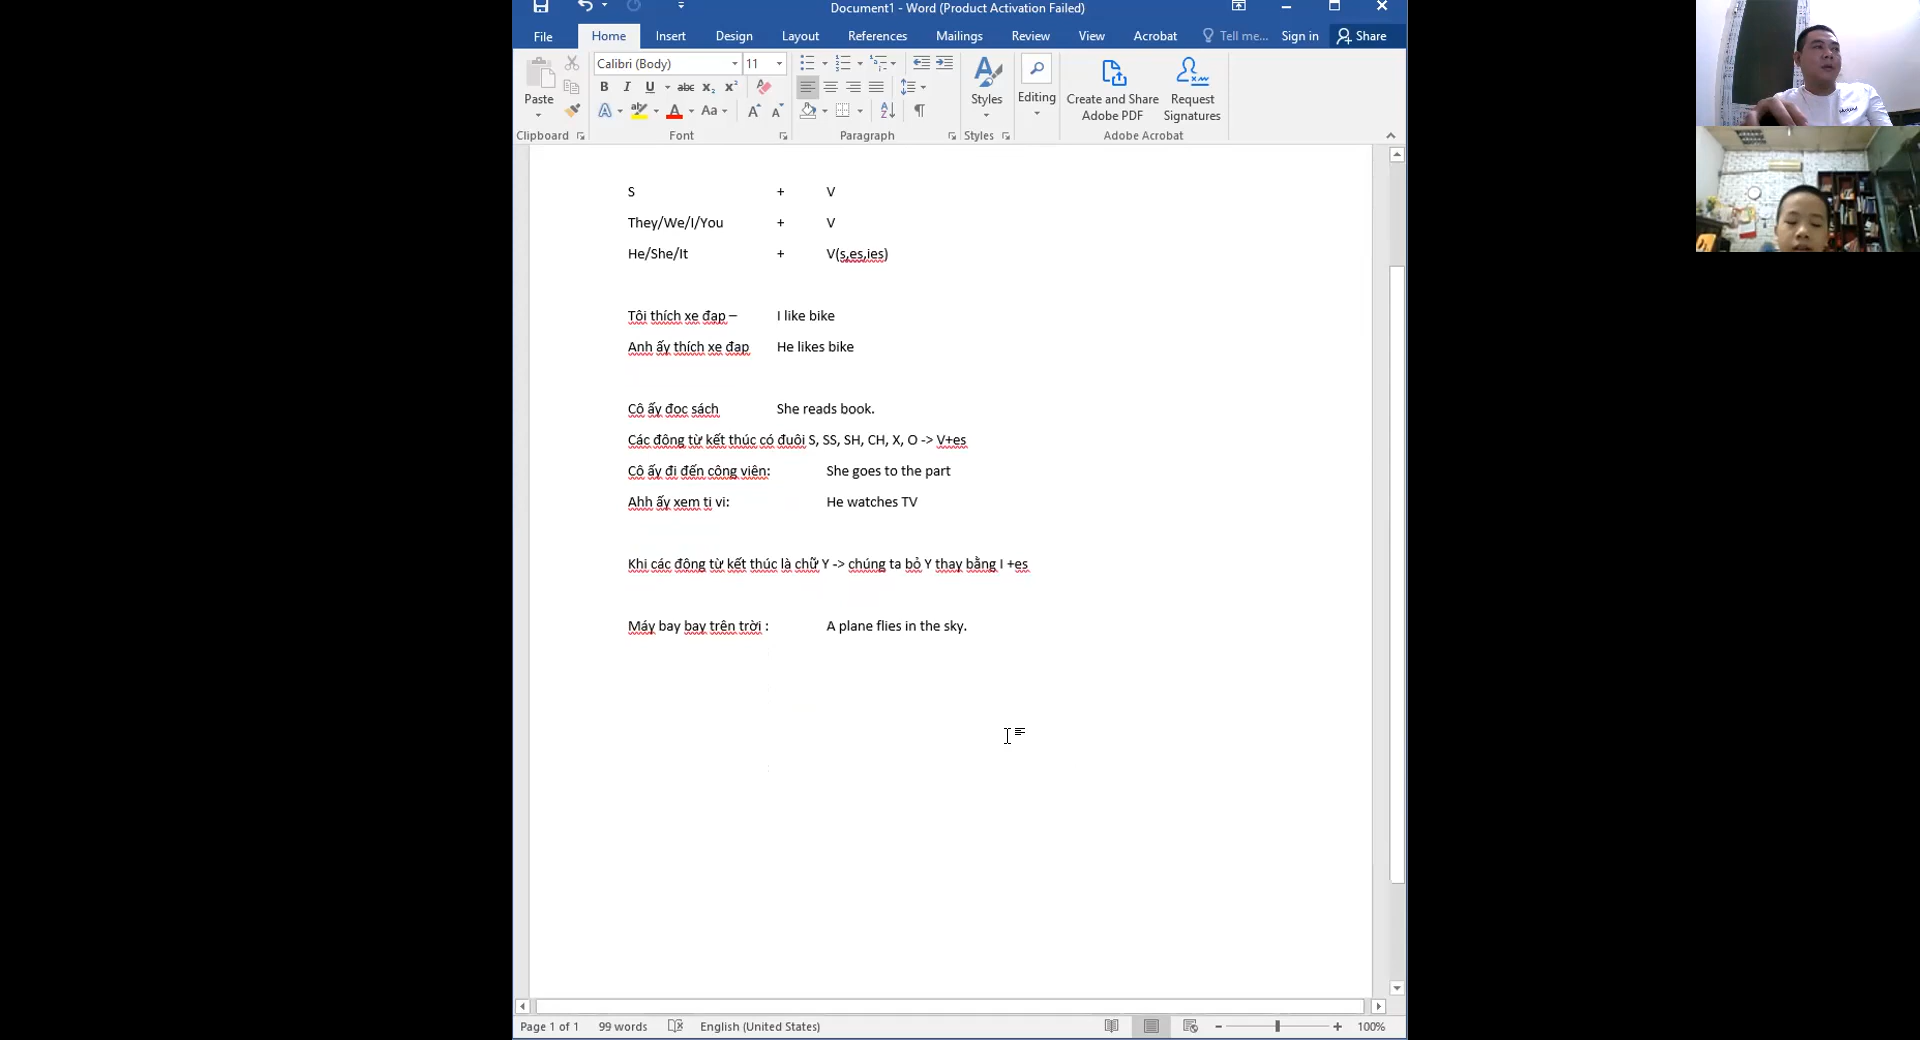 Document1 - Word (Product Activation Failed)
File Home Insert Design Layout References Mailings Review View Acrobat Tell me... Sign in Share
Calibri (Body) 11
Paste
Styles
Editing
Create and Share Adobe PDF
Request Signatures
Clipboard Font Paragraph Styles Adobe Acrobat
S + V
They/We/I/You + V
He/She/It + V(s,es,ies)
Tôi thích xe đạp – I like bike
Anh ấy thích xe đạp He likes bike
Cô ấy đọc sách She reads book.
Các động từ kết thúc có đuôi S, SS, SH, CH, X, O -> V+es
Cô ấy đi đến công viên: She goes to the part
Ahh ấy xem ti vi: He watches TV
Khi các động từ kết thúc là chữ Y -> chúng ta bỏ Y thay bằng I +es
Máy bay bay trên trời : A plane flies in the sky.
Page 1 of 1 99 words English (United States) 100%